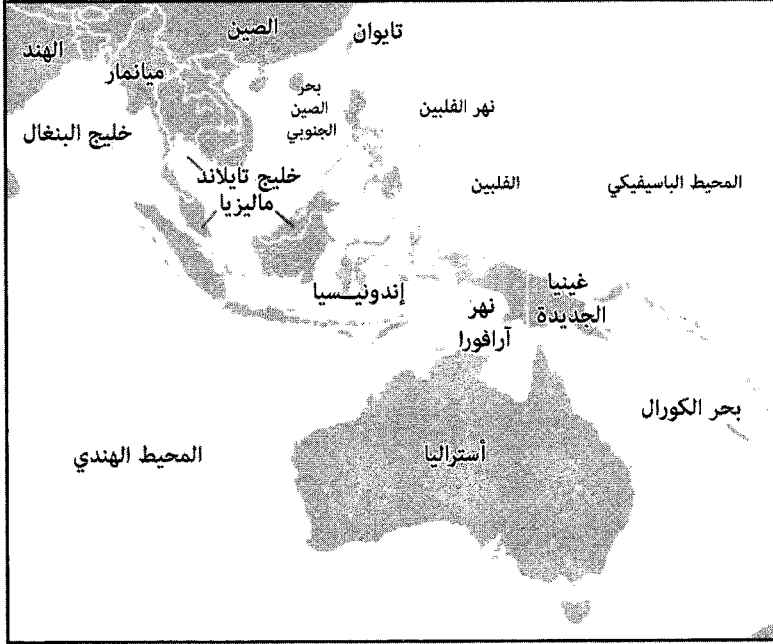 الصين
تايوان
الهند
ميانمار
بحر
الصين
الجنوبي
نهر الفلبين
خليج البنغال
خليج تايلاند
الفلبين
المحيط الباسيفيكي
ماليزيا
إندونيسيا
غينيا
الجديدة
نهر
آرافورا
بحر الكورال
المحيط الهندي
أستراليا